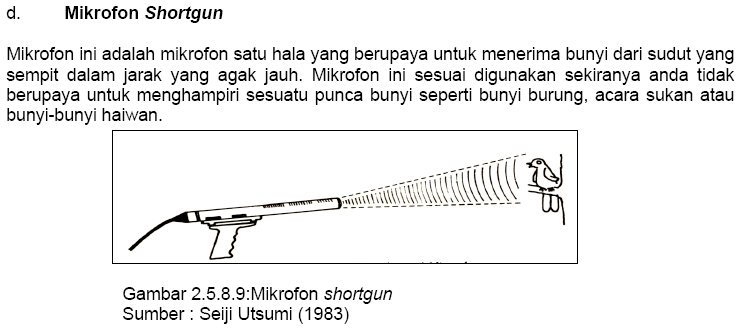 d. Mikrofon Shortgun
Mikrofon ini adalah mikrofon satu hala yang berupaya untuk menerima bunyi dari sudut yang
sempit dalam jarak yang agak jauh. Mikrofon ini sesuai digunakan sekiranya anda tidak
berupaya untuk menghampiri sesuatu punca bunyi seperti bunyi burung, acara sukan atau
bunyi-bunyi haiwan.
Gambar 2.5.8.9:Mikrofon shortgun
Sumber : Seiji Utsumi (1983)